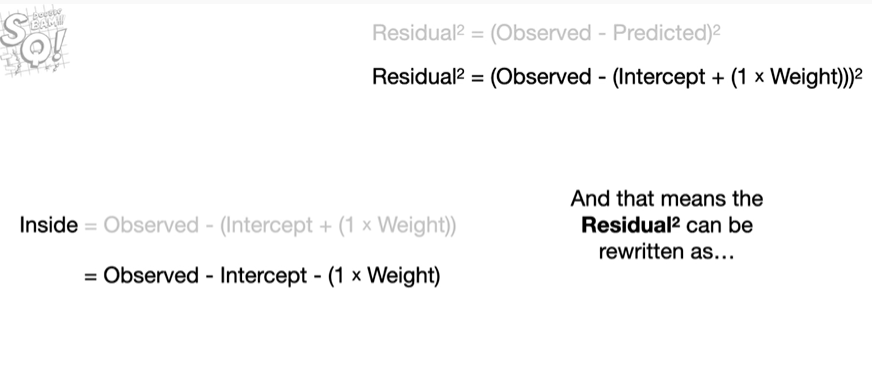 SQ!
Residual² = (Observed - Predicted)²
Residual² = (Observed - (Intercept + (1 × Weight)))²
Inside = Observed - (Intercept + (1 × Weight))
= Observed - Intercept - (1 × Weight)
And that means the
Residual² can be
rewritten as...